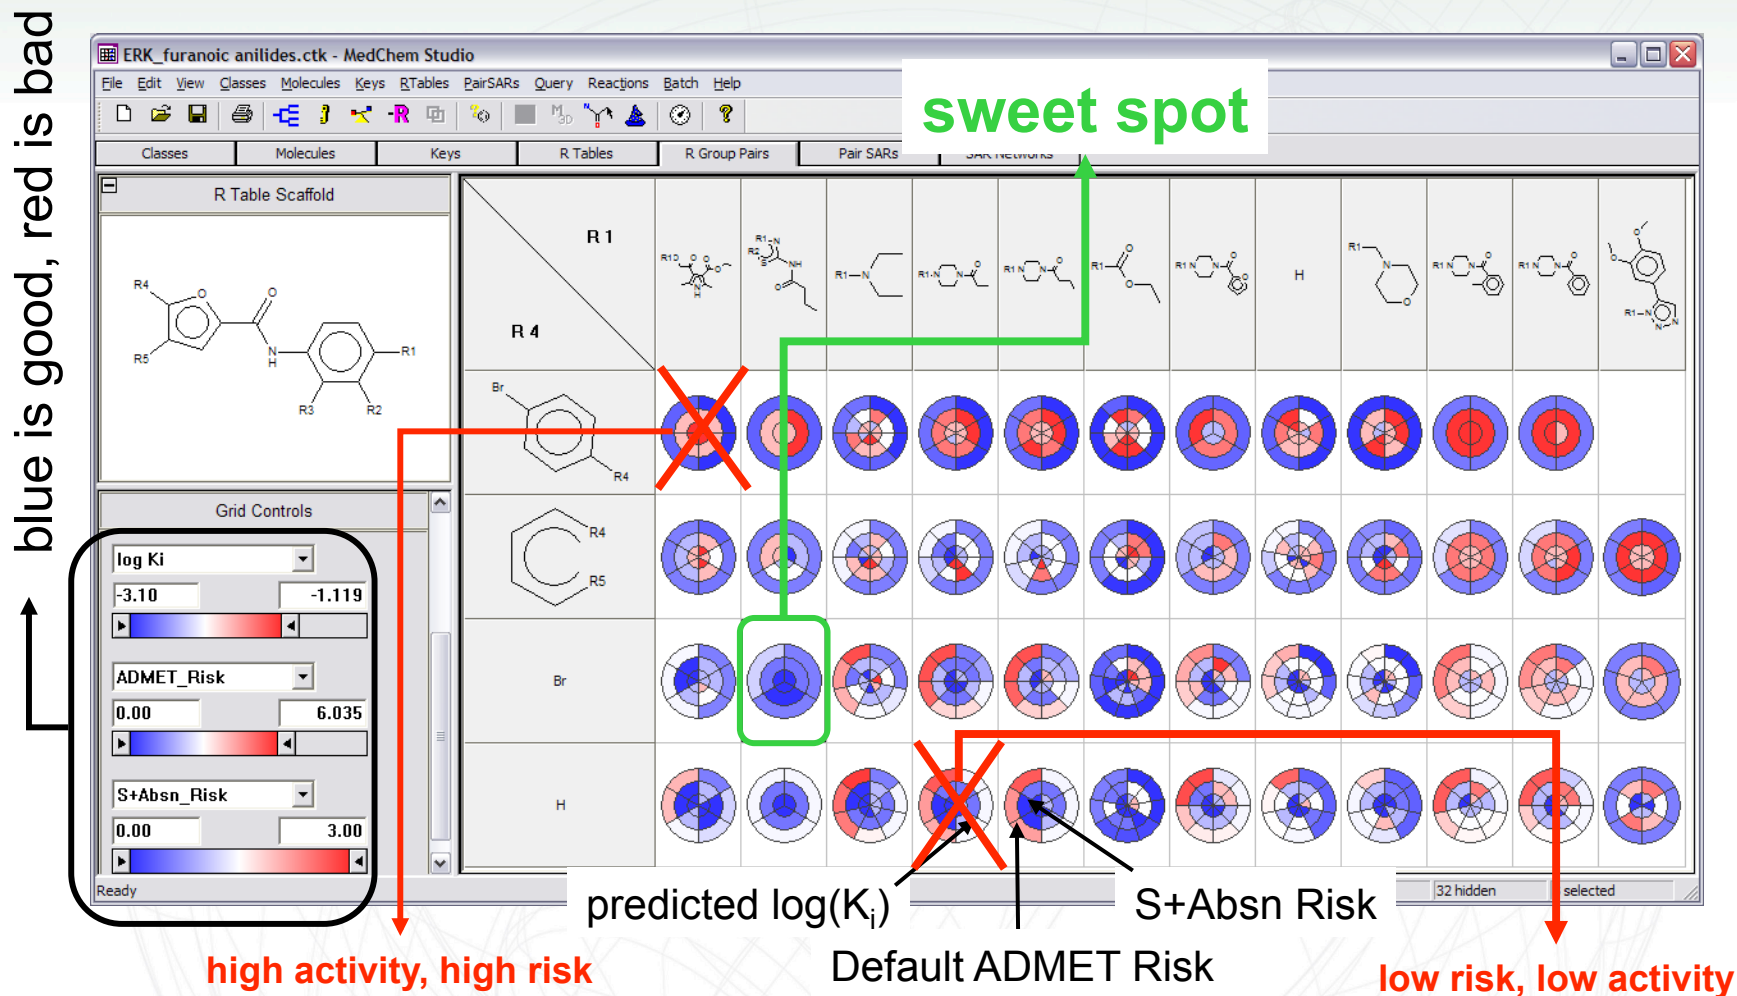 blue is good, red is bad
ERK_furanoic anilides.ctk - MedChem Studio
File Edit View Classes Molecules Keys RTables PairSARs Query Reactions Batch Help
sweet spot
Classes Molecules Keys R Tables R Group Pairs Pair SARs SAR Networks
R Table Scaffold
R4
O
O
R5
N
H
R1
R3
R2
R 1
R 4
H
Br
R4
R4
R5
Br
H
Grid Controls
log Ki
-3.10 -1.119
ADMET_Risk
0.00 6.035
S+Absn_Risk
0.00 3.00
Ready
32 hidden
selected
predicted log(Ki)
S+Absn Risk
Default ADMET Risk
high activity, high risk
low risk, low activity